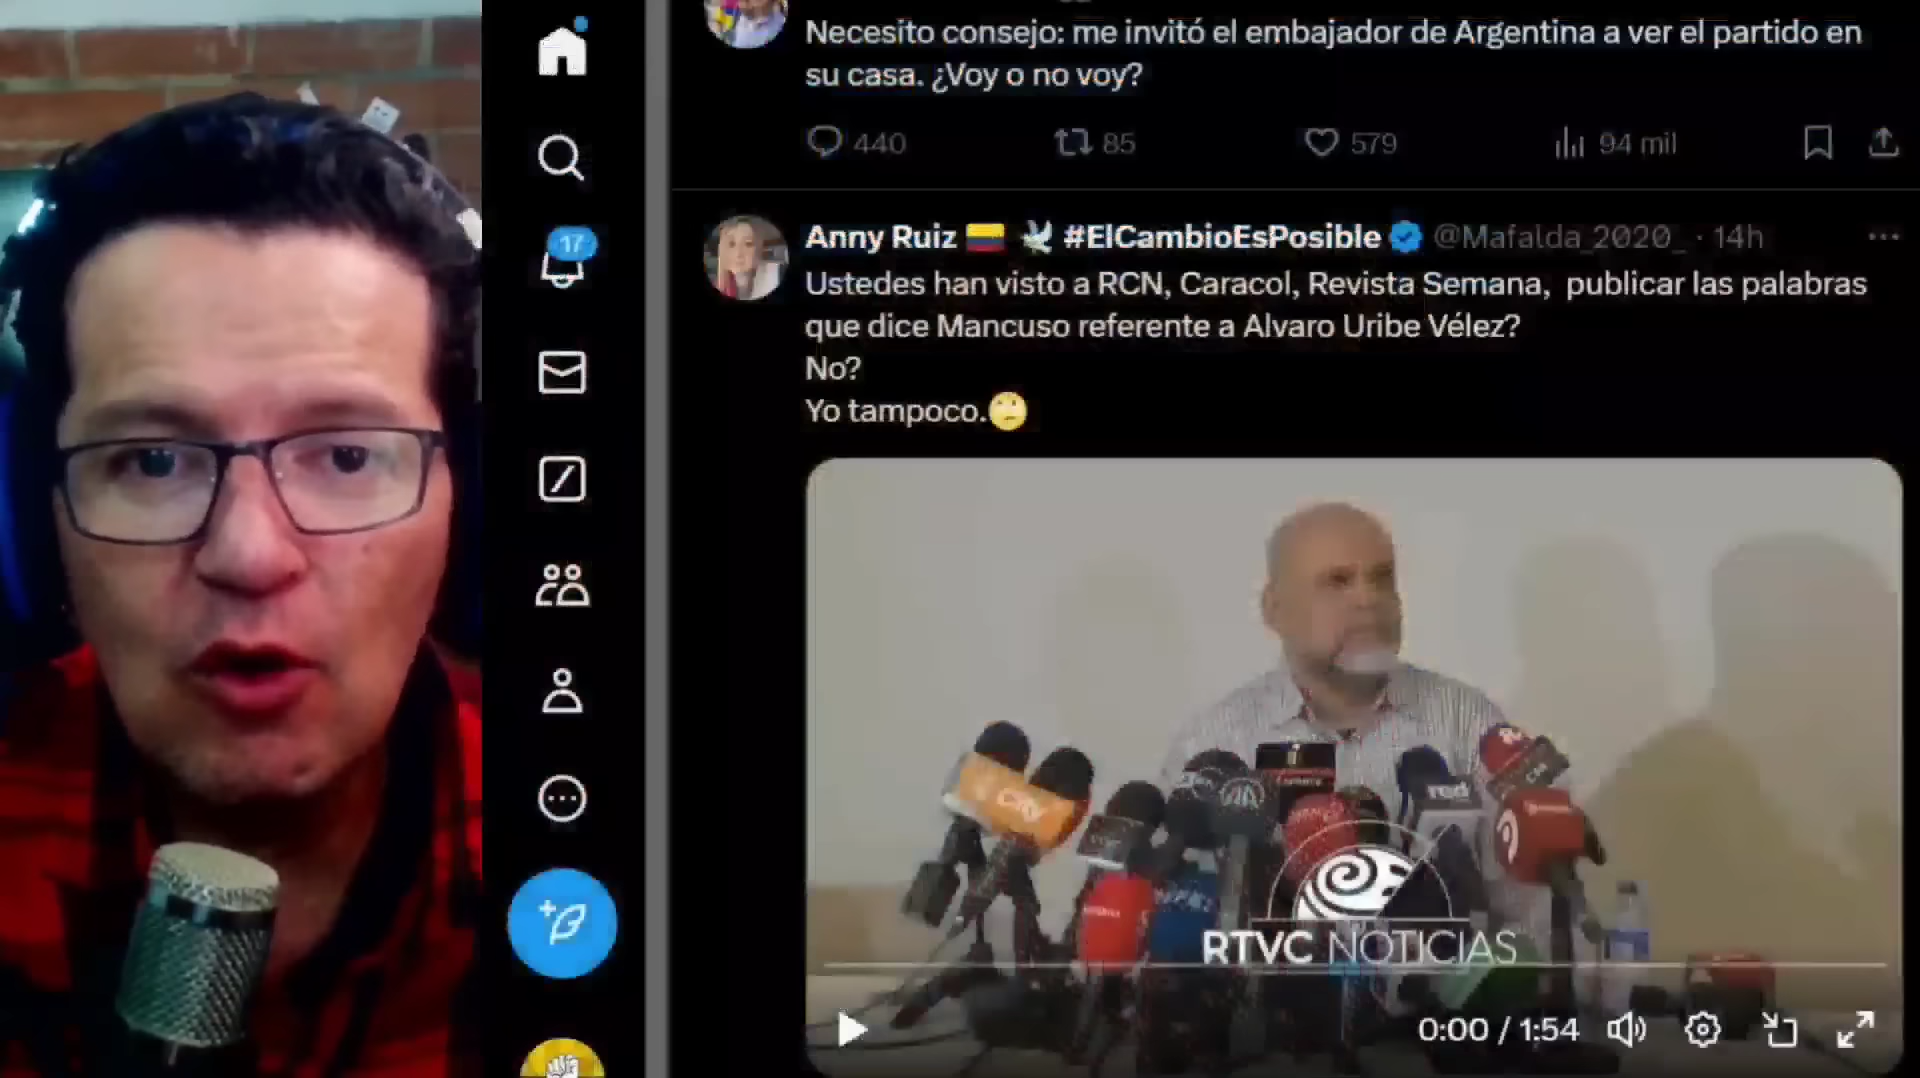 Necesito consejo: me invitó el embajador de Argentina a ver el partido en
su casa. ¿Voy o no voy?
440 85 579 94 mil
17
Anny Ruiz #ElCambioEsPosible @Mafalda_2020_ · 14h
Ustedes han visto a RCN, Caracol, Revista Semana, publicar las palabras
que dice Mancuso referente a Alvaro Uribe Vélez?
No?
Yo tampoco.
city
red
RTVC NOTICIAS
0:00 / 1:54